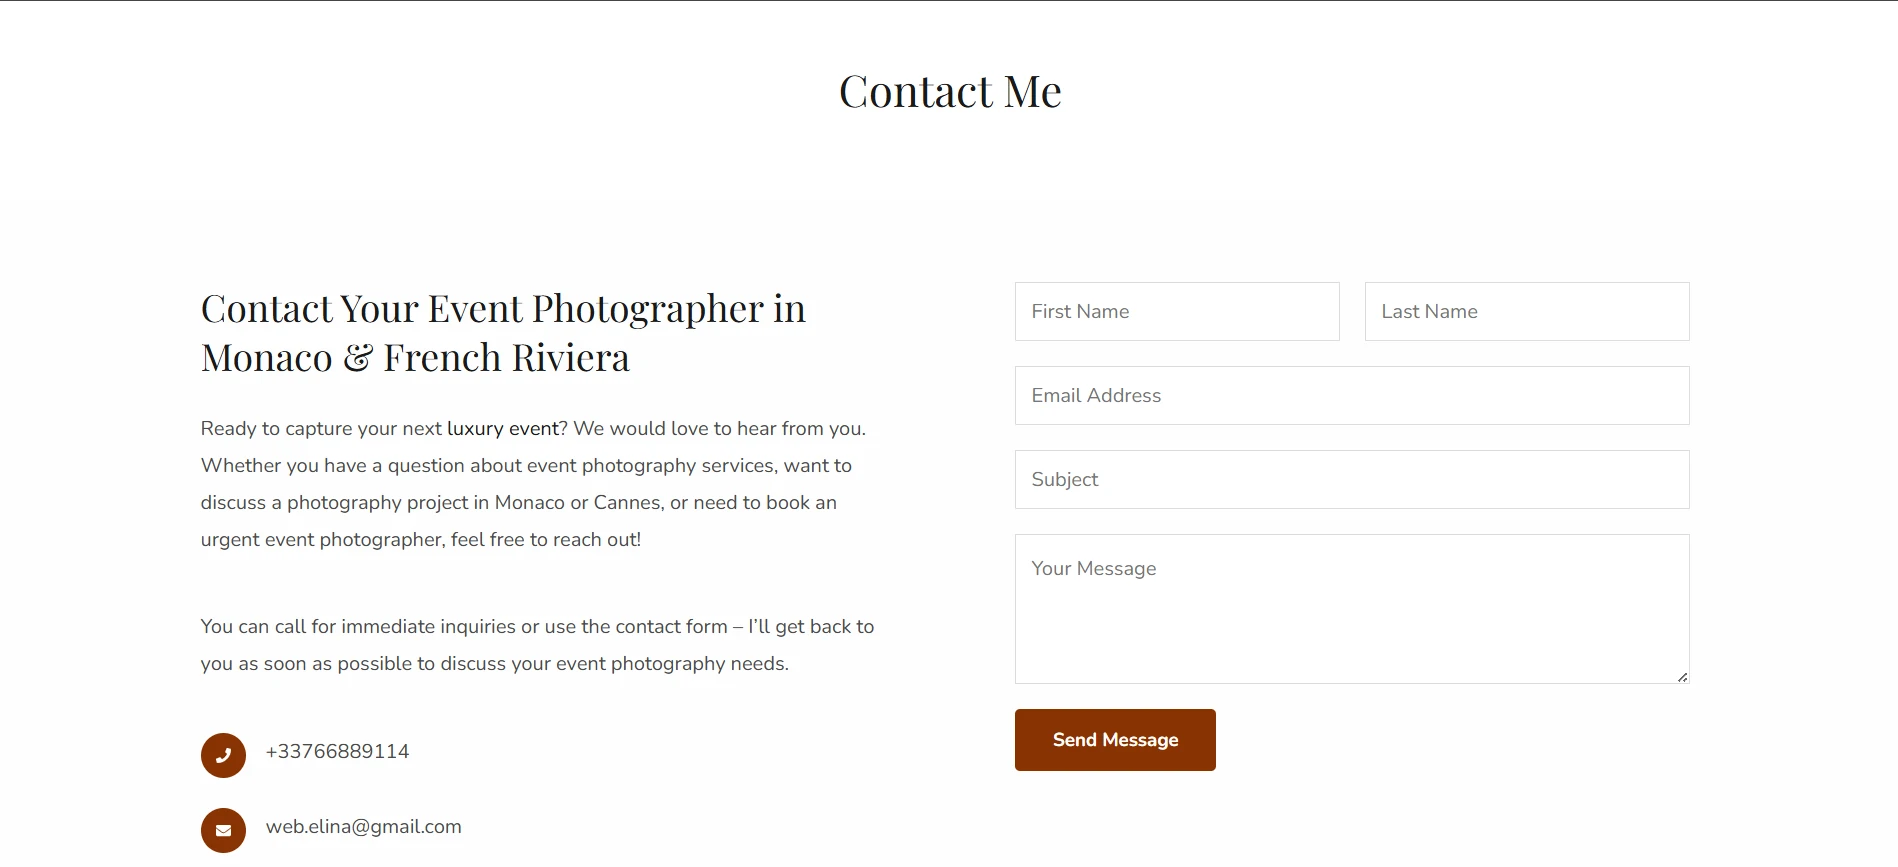 Contact Me
Contact Your Event Photographer in
Monaco & French Riviera
Ready to capture your next luxury event? We would love to hear from you.
Whether you have a question about event photography services, want to
discuss a photography project in Monaco or Cannes, or need to book an
urgent event photographer, feel free to reach out!
You can call for immediate inquiries or use the contact form – I’ll get back to
you as soon as possible to discuss your event photography needs.
+33766889114
web.elina@gmail.com
First Name
Last Name
Email Address
Subject
Your Message
Send Message